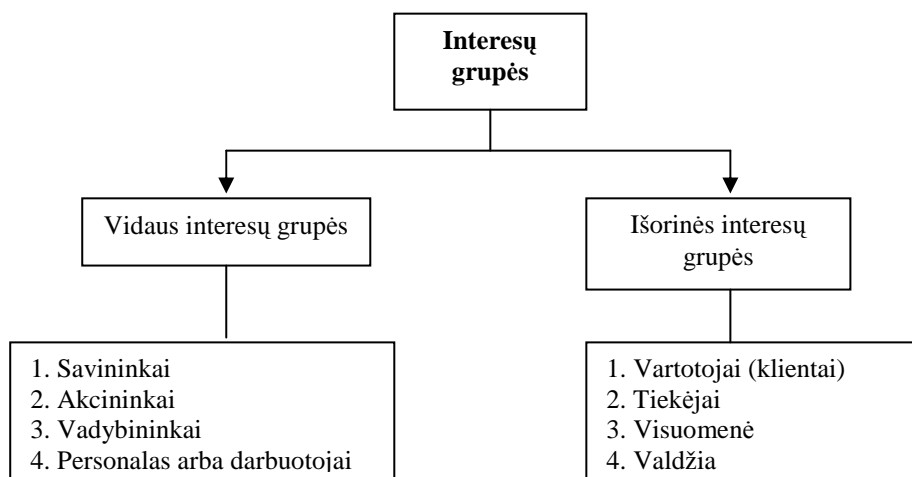 Interesų
grupės
Vidaus interesų grupės
Išorinės interesų
grupės
1. Savininkai
2. Akcininkai
3. Vadybininkai
4. Personalas arba darbuotojai
1. Vartotojai (klientai)
2. Tiekėjai
3. Visuomenė
4. Valdžia